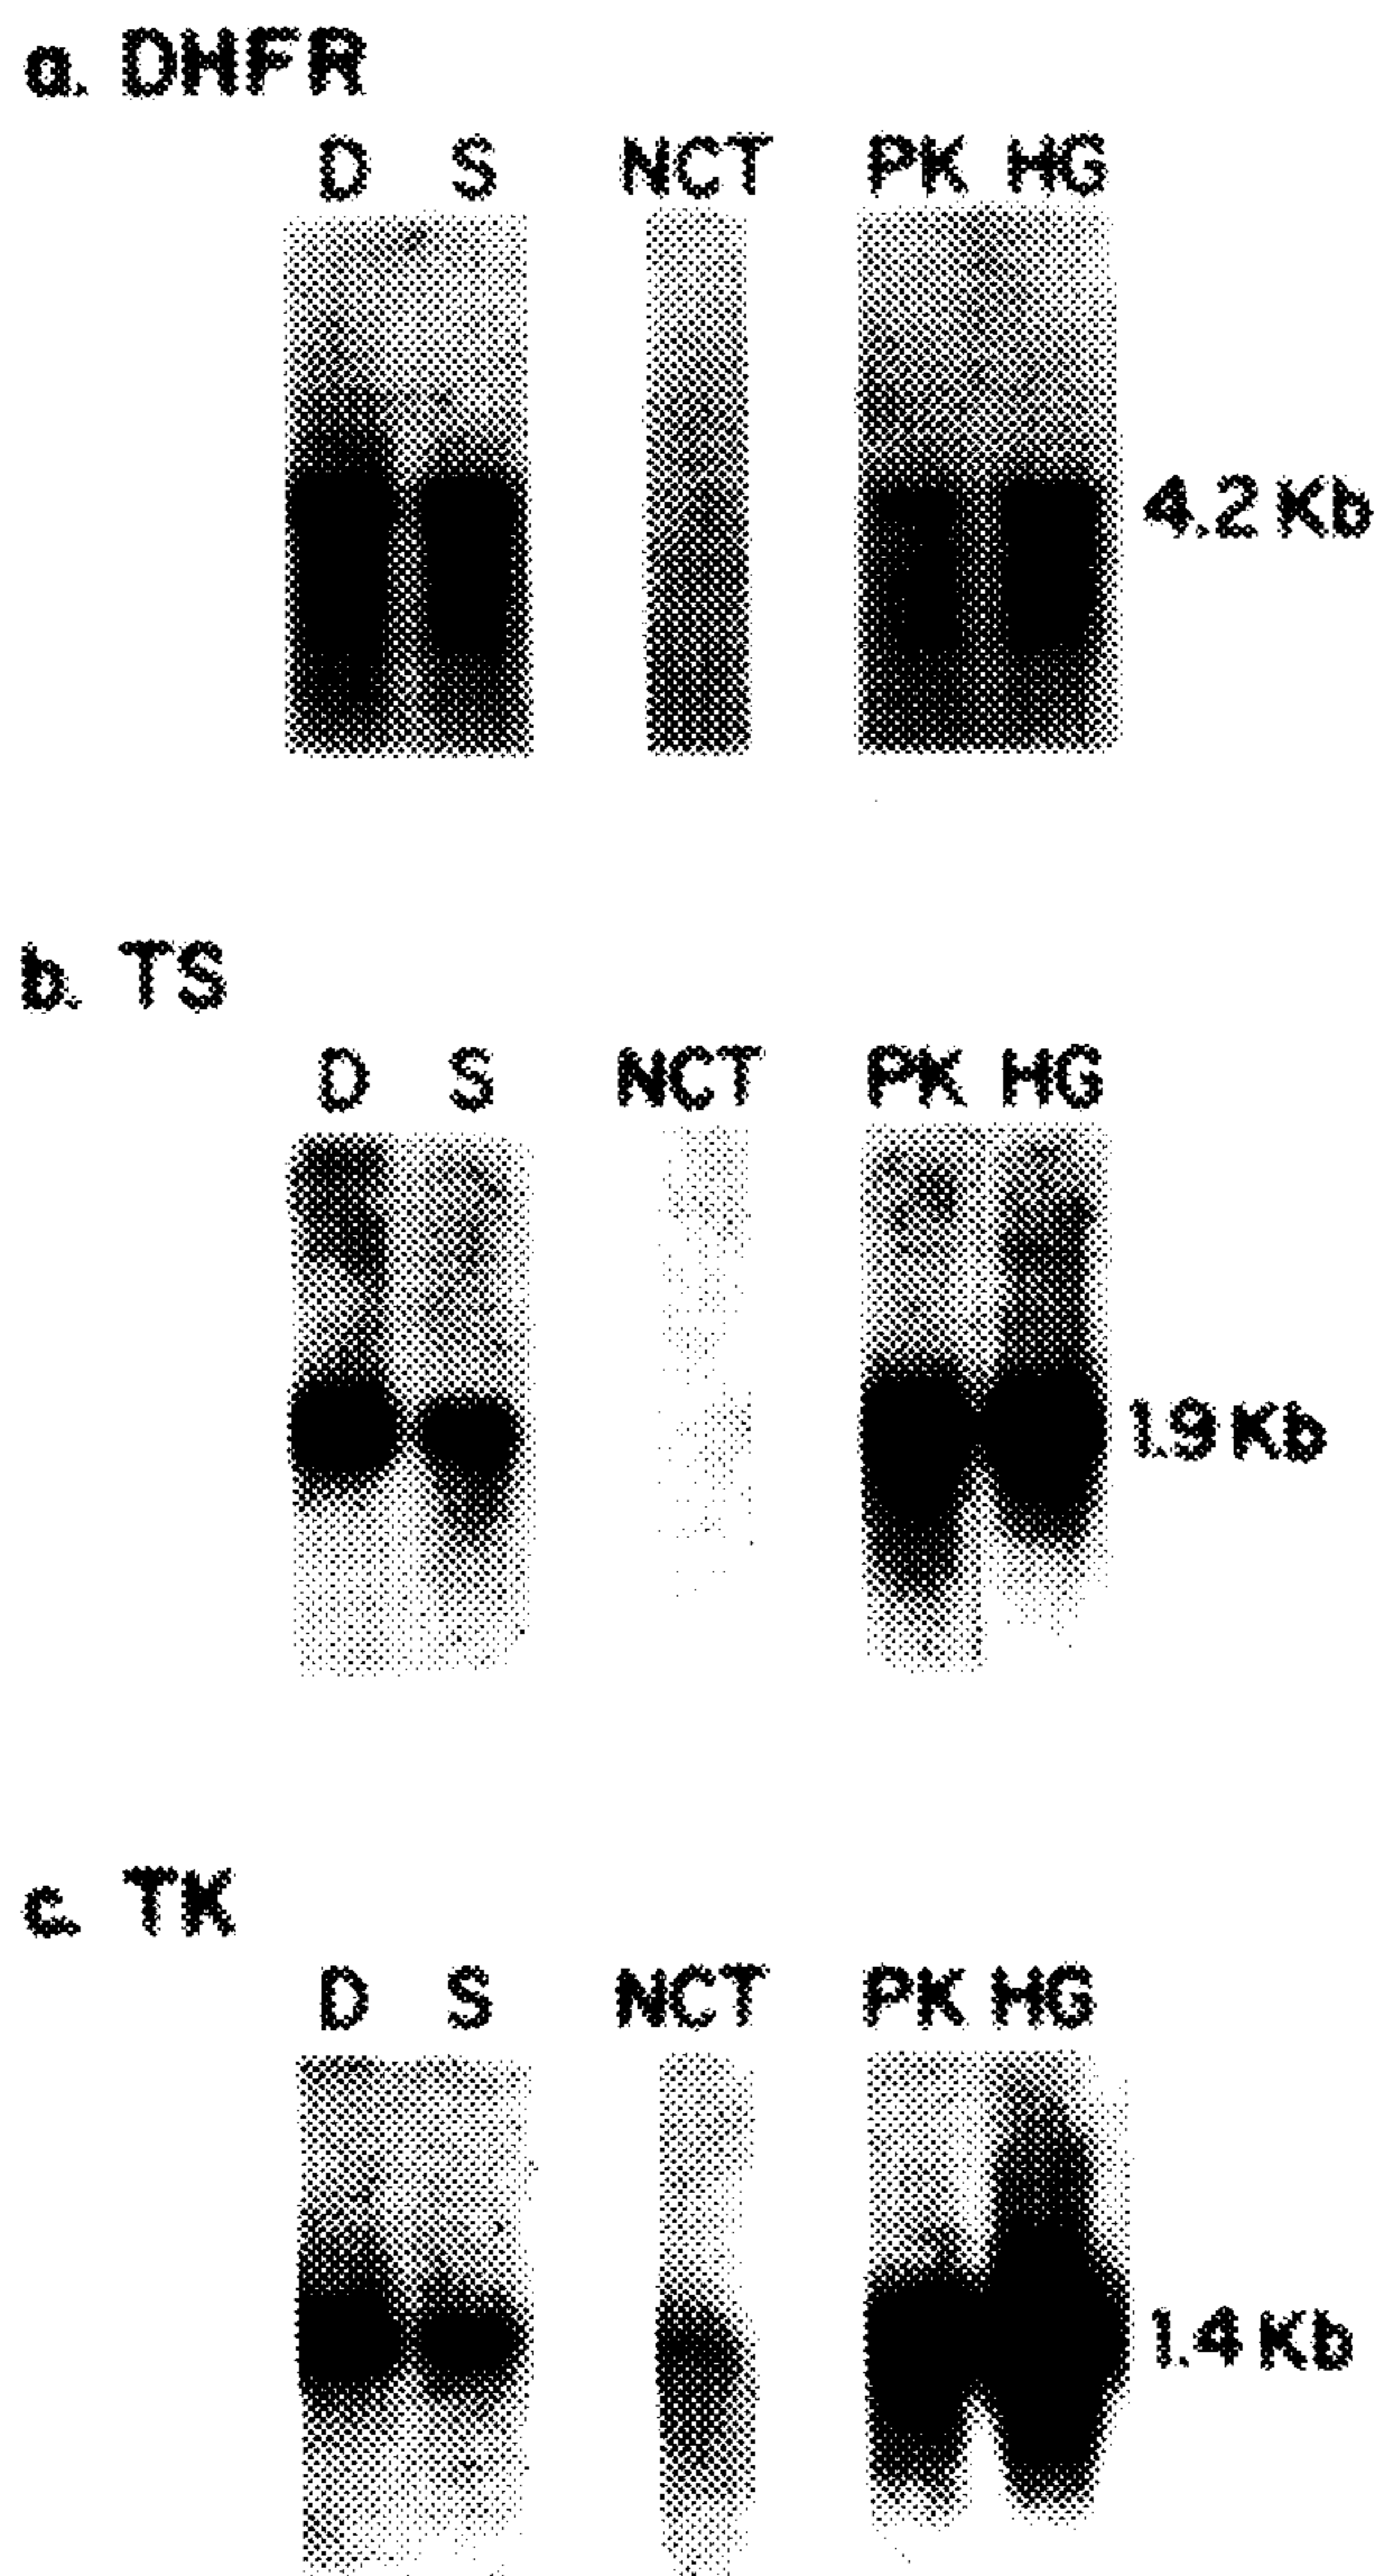 a. DHFR
D S NCT PK HG
4.2 Kb
b. TS
D S NCT PK HG
1.9 Kb
c. TK
D S NCT PK HG
1.4 Kb